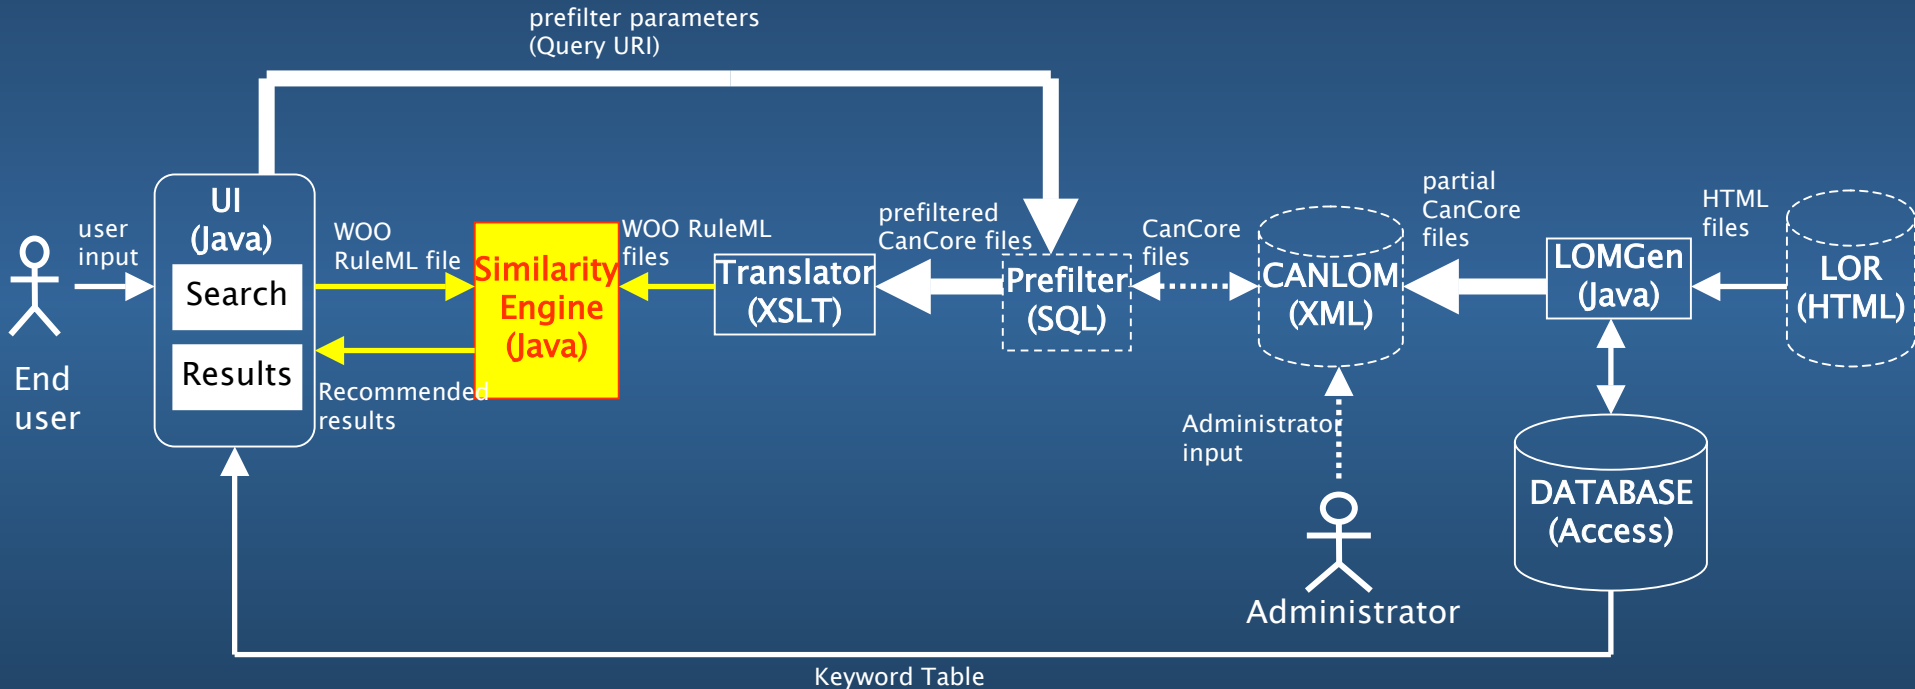 prefilter parameters
(Query URI)
UI
(Java)
Search
Results
user
input
End
user
WOO
RuleML file
Recommended
results
Similarity
Engine
(Java)
WOO RuleML
files
Translator
(XSLT)
prefiltered
CanCore files
Prefilter
(SQL)
CanCore
files
CANLOM
(XML)
Administrator
input
Administrator
partial
CanCore
files
LOMGen
(Java)
HTML
files
LOR
(HTML)
DATABASE
(Access)
Keyword Table